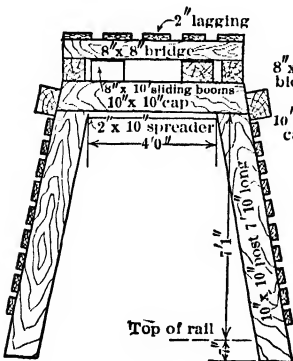 2" lagging
8"x 8" bridge
8"x
blo
8"x 10" sliding booms
10"x 10" cap
10"
ca
2"x 10" spreader
4'0"
10"x 10" post 7'10" long
7'1"
Top of rail